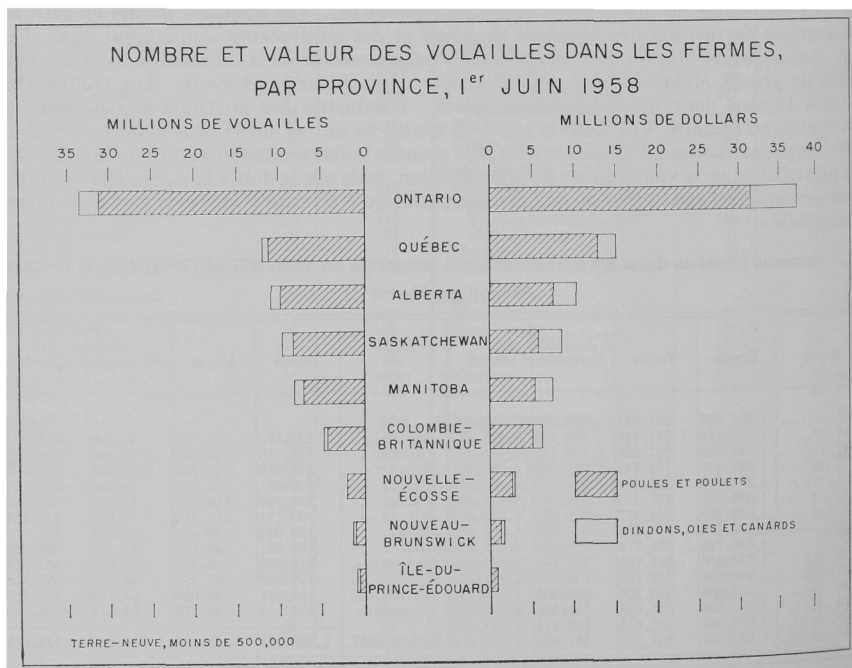 NOMBRE ET VALEUR DES VOLAILLES DANS LES FERMES,
PAR PROVINCE, 1er JUIN 1958
MILLIONS DE VOLAILLES
MILLIONS DE DOLLARS
35 30 25 20 15 10 5 0
0 5 10 15 20 25 30 35 40
ONTARIO
QUÉBEC
ALBERTA
SASKATCHEWAN
MANITOBA
COLOMBIE-
BRITANNIQUE
NOUVELLE-
ÉCOSSE
POULES ET POULETS
NOUVEAU-
BRUNSWICK
DINDONS, OIES ET CANARDS
ÎLE-DU-
PRINCE-ÉDOUARD
TERRE-NEUVE, MOINS DE 500,000